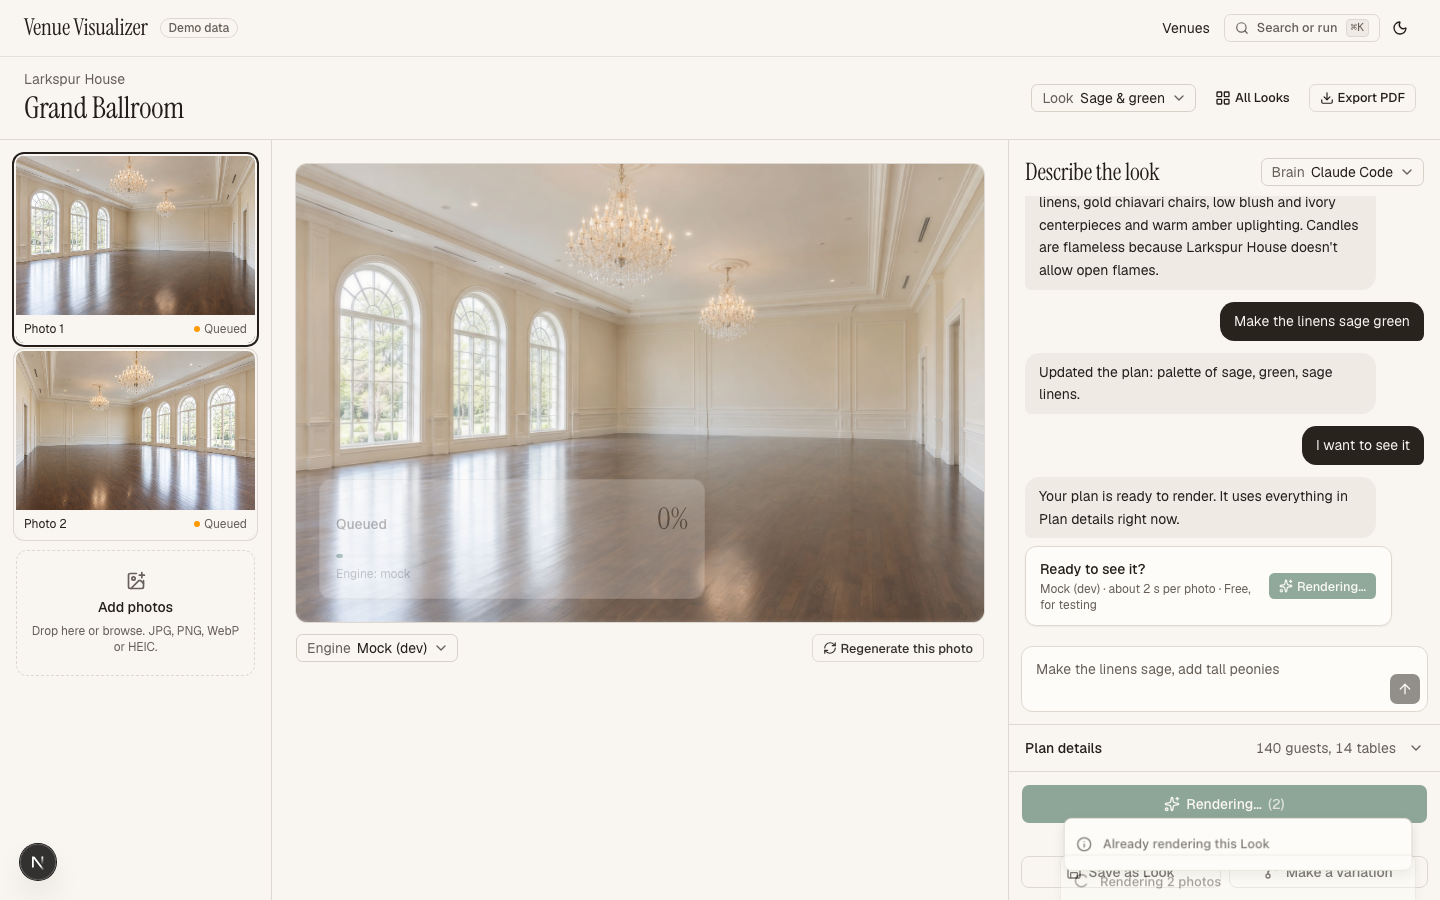 Venue Visualizer
Demo data
Venues
Search or run
⌘K
Larkspur House
Grand Ballroom
Look Sage & green
All Looks
Export PDF
Photo 1
Queued
Photo 2
Queued
Add photos
Drop here or browse. JPG, PNG, WebP
or HEIC.
N
Queued
0%
Engine: mock
Engine Mock (dev)
Regenerate this photo
Describe the look
Brain Claude Code
linens, gold chiavari chairs, low blush and ivory
centerpieces and warm amber uplighting. Candles
are flameless because Larkspur House doesn't
allow open flames.
Make the linens sage green
Updated the plan: palette of sage, green, sage
linens.
I want to see it
Your plan is ready to render. It uses everything in
Plan details right now.
Ready to see it?
Mock (dev) · about 2 s per photo · Free,
for testing
Rendering...
Make the linens sage, add tall peonies
Plan details
140 guests, 14 tables
Rendering... (2)
Already rendering this Look
Save as Look
Make a variation
Rendering 2 photos